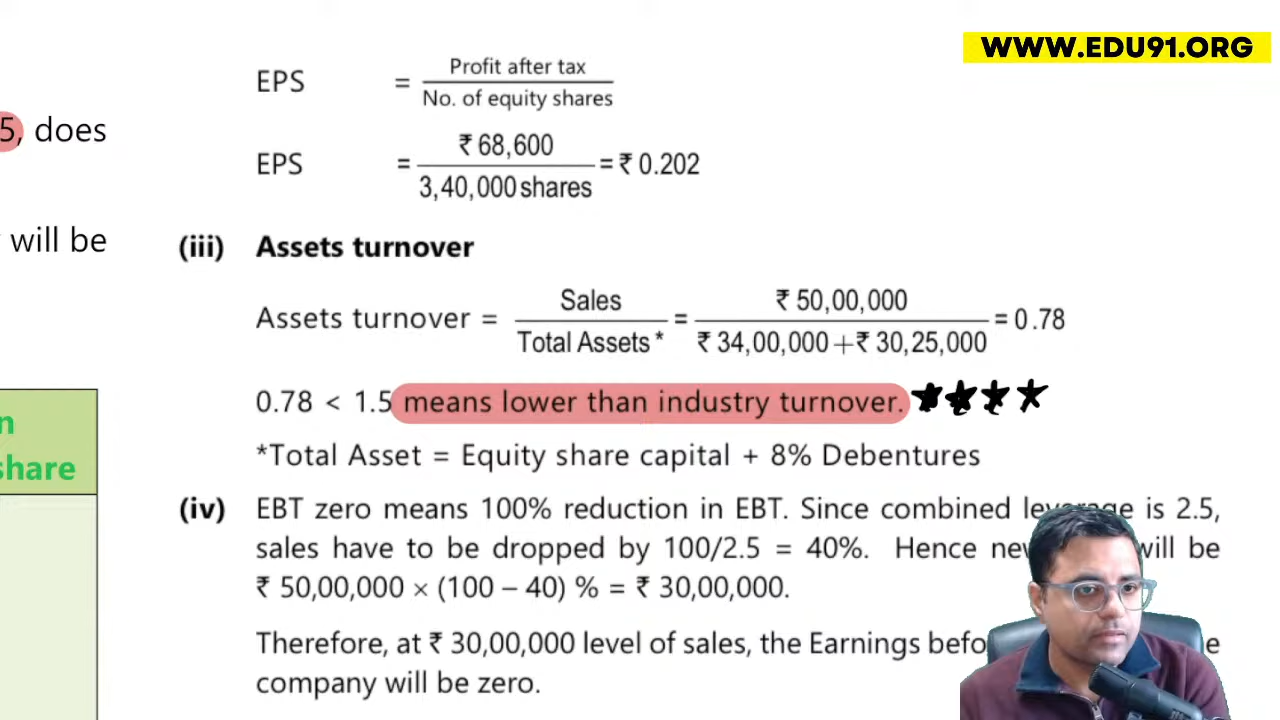 WWW.EDU91.ORG
EPS = Profit after tax / No. of equity shares
5, does
EPS = ₹ 68,600 / 3,40,000 shares = ₹ 0.202
will be
(iii) Assets turnover
Assets turnover = Sales / Total Assets * = ₹ 50,00,000 / ₹ 34,00,000 + ₹ 30,25,000 = 0.78
0.78 < 1.5 means lower than industry turnover.
n
share
*Total Asset = Equity share capital + 8% Debentures
(iv) EBT zero means 100% reduction in EBT. Since combined leverage is 2.5,
sales have to be dropped by 100/2.5 = 40%. Hence new will be
₹ 50,00,000 × (100 – 40) % = ₹ 30,00,000.
Therefore, at ₹ 30,00,000 level of sales, the Earnings
company will be zero.